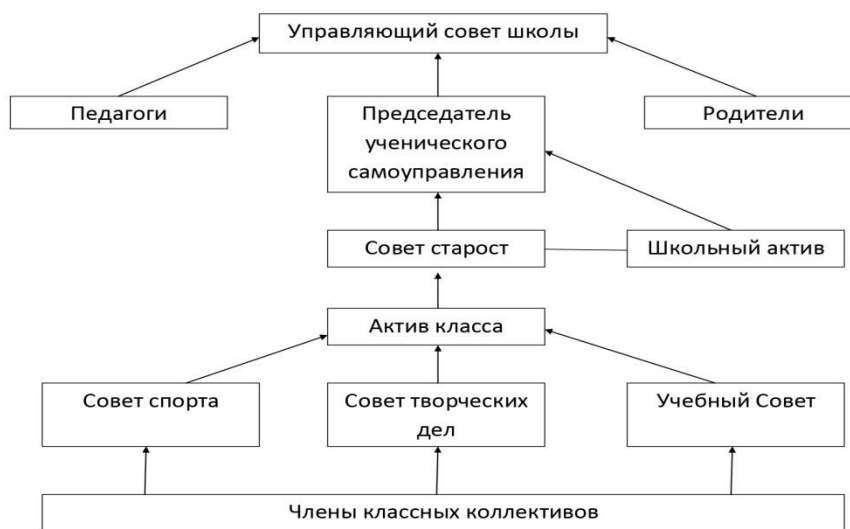 Управляющий совет школы
Педагоги
Председатель
ученического
самоуправления
Родители
Совет старост
Школьный актив
Актив класса
Совет спорта
Совет творческих
дел
Учебный Совет
Члены классных коллективов